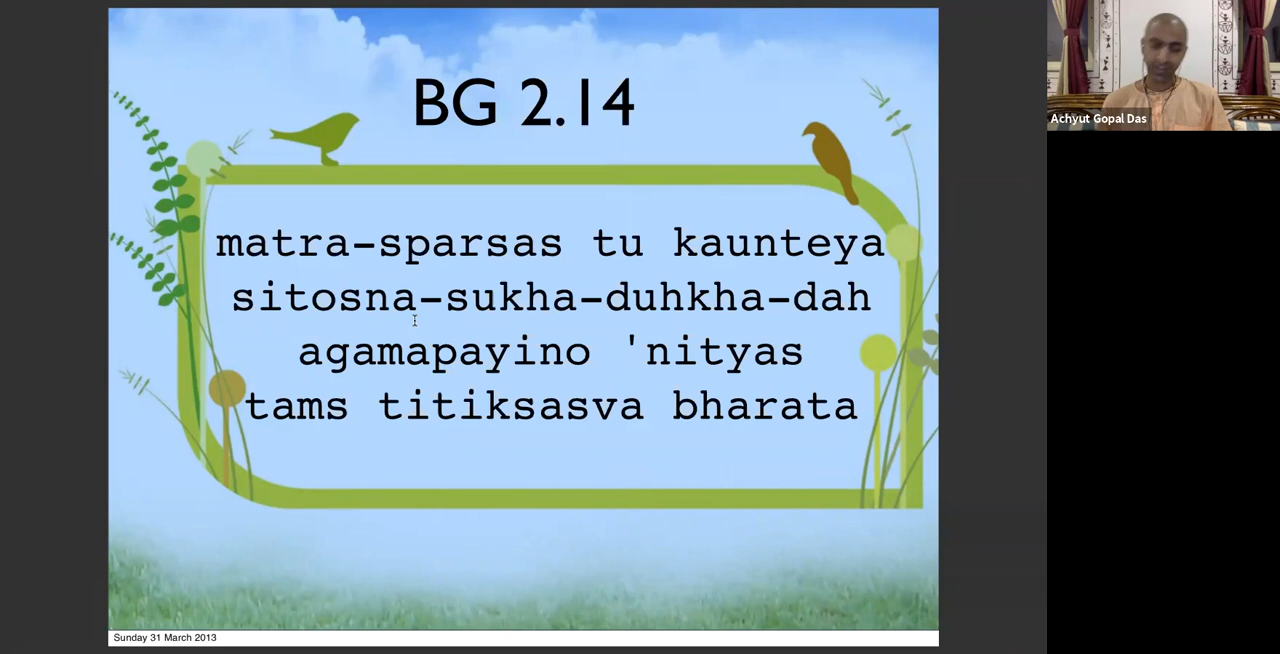 BG 2.14
matra-sparsas tu kaunteya
sitosna-sukha-duhkha-dah
agamapayino 'nityas
tams titiksasva bharata
Sunday 31 March 2013
Achyut Gopal Das